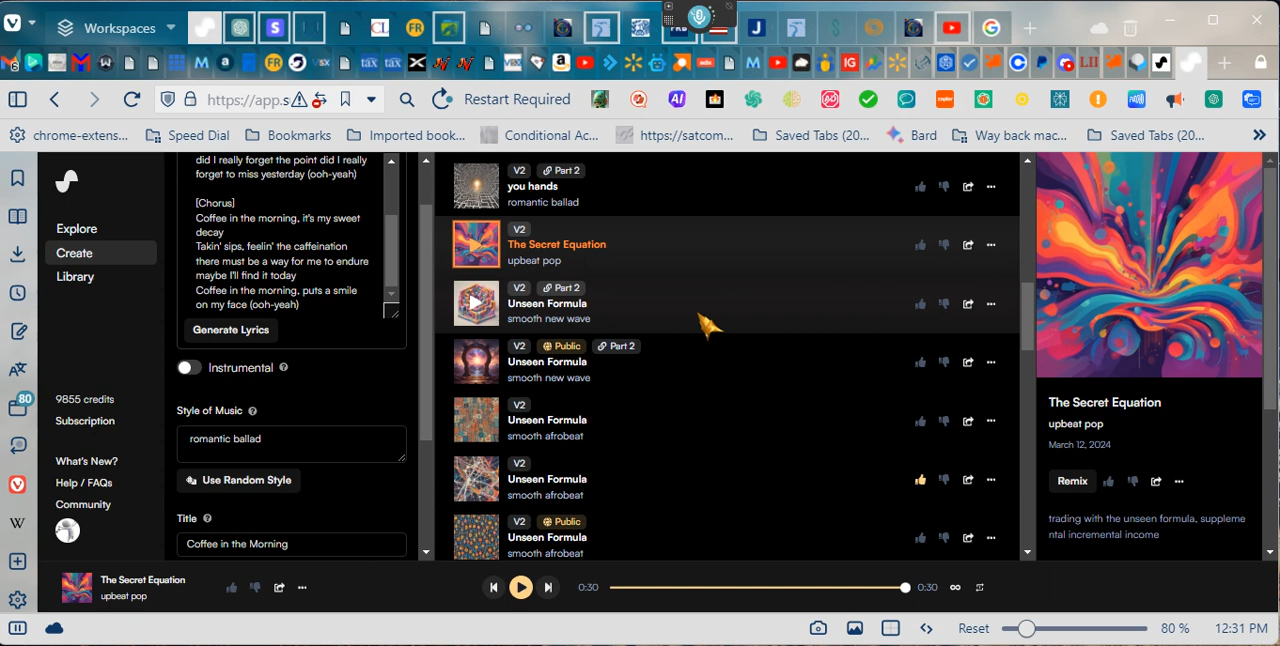 Workspaces
https://app.s
Restart Required
chrome-extens...
Speed Dial
Bookmarks
Imported book...
Conditional Ac...
https://satcom...
Saved Tabs (20...
Bard
Way back mac...
Saved Tabs (20...
Explore
Create
Library
9855 credits
Subscription
What's New?
Help / FAQs
Community
80
did I really forget the point did I really
forget to miss yesterday (ooh-yeah)
[Chorus]
Coffee in the morning, it's my sweet
decay
Takin' sips, feelin' the caffeination
there must be a way for me to endure
maybe I'll find it today
Coffee in the morning, puts a smile
on my face (ooh-yeah)
Generate Lyrics
Instrumental
Style of Music
romantic ballad
Use Random Style
Title
Coffee in the Morning
V2 Part 2
you hands
romantic ballad
V2
The Secret Equation
upbeat pop
V2 Part 2
Unseen Formula
smooth new wave
V2 Public Part 2
Unseen Formula
smooth new wave
V2
Unseen Formula
smooth afrobeat
V2
Unseen Formula
smooth afrobeat
V2 Public
Unseen Formula
smooth afrobeat
The Secret Equation
upbeat pop
March 12, 2024
Remix
trading with the unseen formula, suppleme
ntal incremental income
The Secret Equation
upbeat pop
0:30
0:30
Reset
80 %
12:31 PM